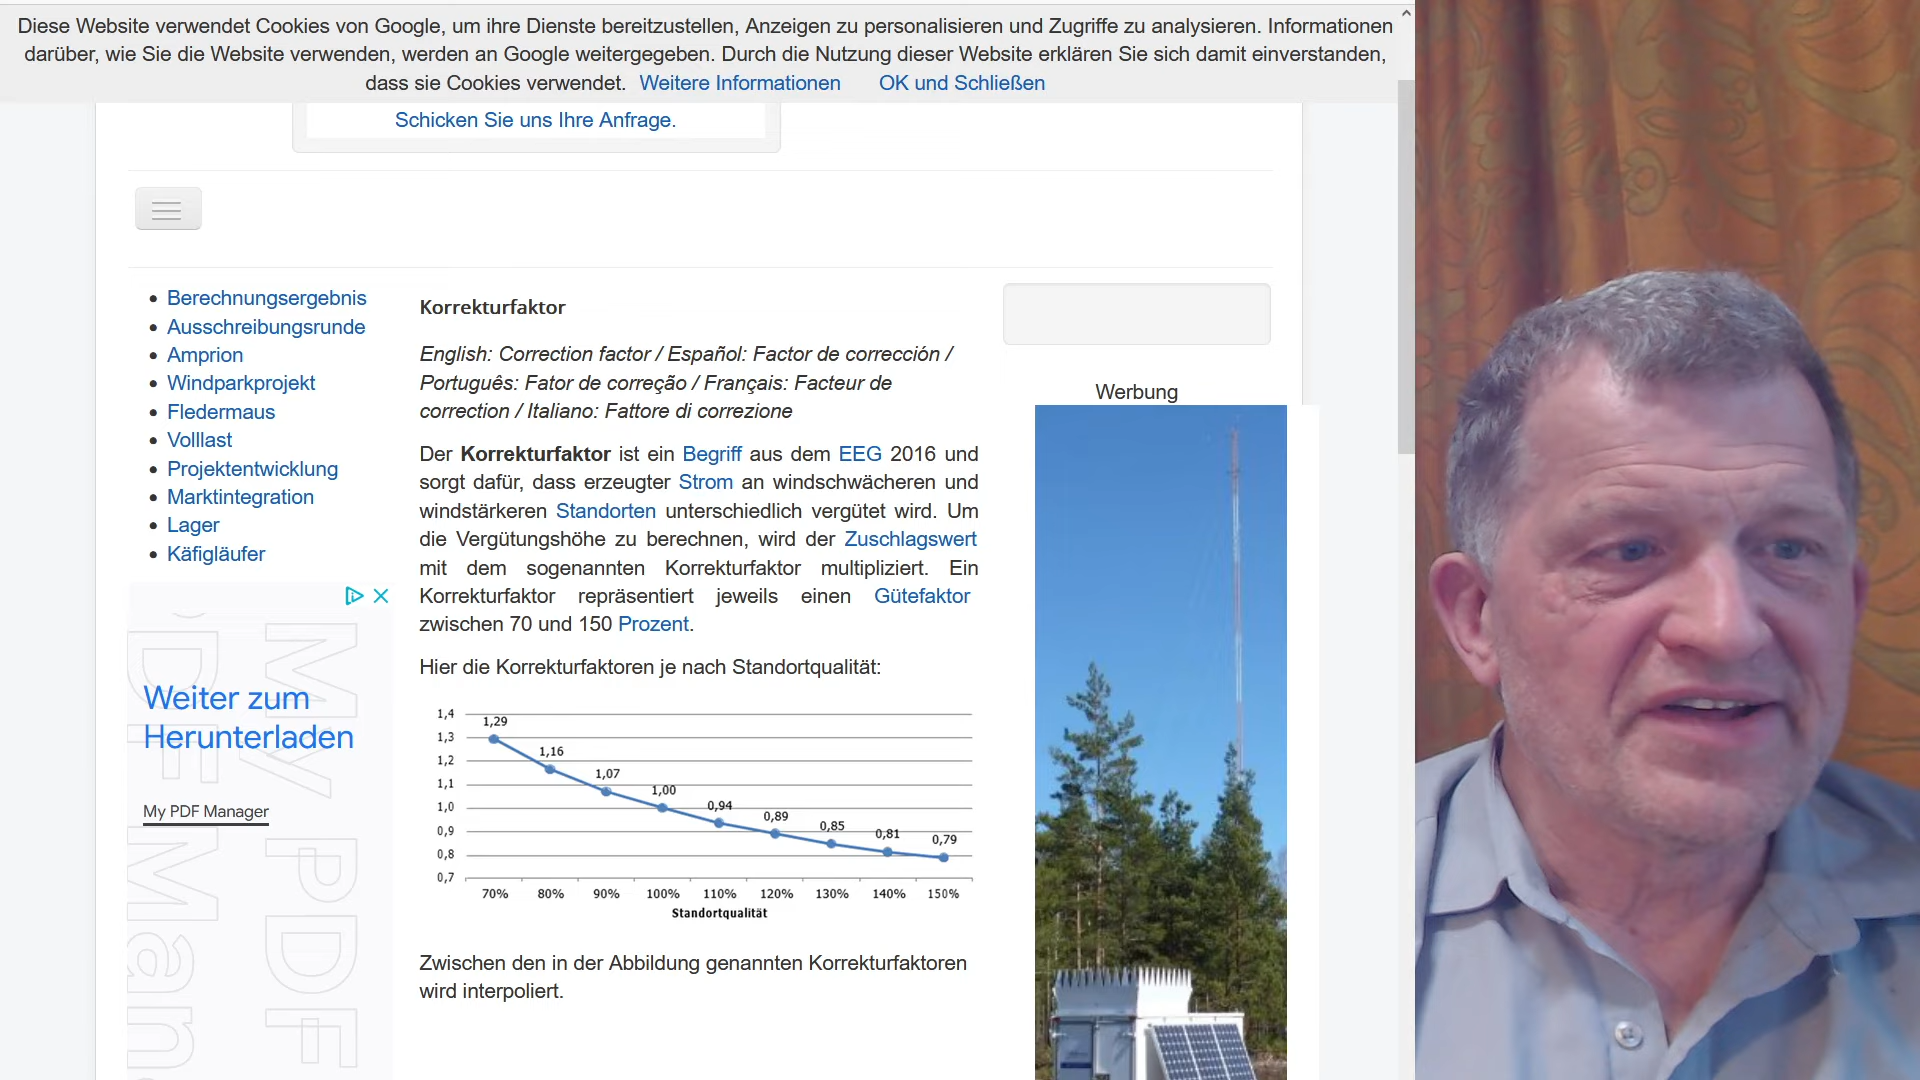 Diese Website verwendet Cookies von Google, um ihre Dienste bereitzustellen, Anzeigen zu personalisieren und Zugriffe zu analysieren. Informationen
darüber, wie Sie die Website verwenden, werden an Google weitergegeben. Durch die Nutzung dieser Website erklären Sie sich damit einverstanden,
dass sie Cookies verwendet. Weitere Informationen OK und Schließen
Schicken Sie uns Ihre Anfrage.
Berechnungsergebnis
Ausschreibungsrunde
Amprion
Windparkprojekt
Fledermaus
Volllast
Projektentwicklung
Marktintegration
Lager
Käfigläufer
Weiter zum
Herunterladen
My PDF Manager
My PDF
PDF Man
Korrekturfaktor
English: Correction factor / Español: Factor de corrección /
Português: Fator de correção / Français: Facteur de
correction / Italiano: Fattore di correzione
Der Korrekturfaktor ist ein Begriff aus dem EEG 2016 und
sorgt dafür, dass erzeugter Strom an windschwächeren und
windstärkeren Standorten unterschiedlich vergütet wird. Um
die Vergütungshöhe zu berechnen, wird der Zuschlagswert
mit dem sogenannten Korrekturfaktor multipliziert. Ein
Korrekturfaktor repräsentiert jeweils einen Gütefaktor
zwischen 70 und 150 Prozent.
Hier die Korrekturfaktoren je nach Standortqualität:
1,4
1,3
1,2
1,1
1,0
0,9
0,8
0,7
1,29
1,16
1,07
1,00
0,94
0,89
0,85
0,81
0,79
70% 80% 90% 100% 110% 120% 130% 140% 150%
Standortqualität
Zwischen den in der Abbildung genannten Korrekturfaktoren
wird interpoliert.
Werbung